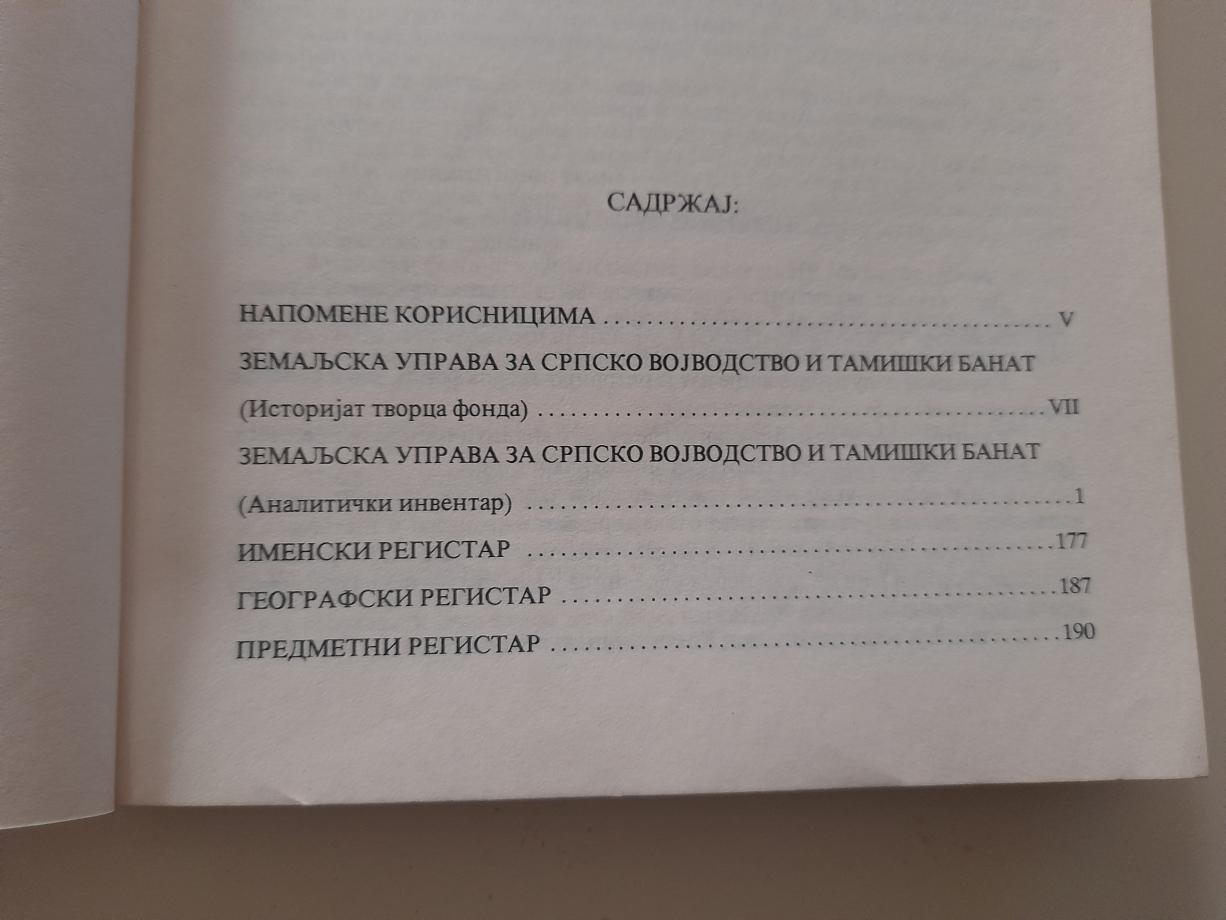 САДРЖАЈ:
НАПОМЕНЕ КОРИСНИЦИМА ........................................ V
ЗЕМАЉСКА УПРАВА ЗА СРПСКО ВОЈВОДСТВО И ТАМИШКИ БАНАТ
(Историјат творца фонда) .............................................. VII
ЗЕМАЉСКА УПРАВА ЗА СРПСКО ВОЈВОДСТВО И ТАМИШКИ БАНАТ
(Аналитички инвентар) ................................................. 1
ИМЕНСКИ РЕГИСТАР ................................................ 177
ГЕОГРАФСКИ РЕГИСТАР ............................................. 187
ПРЕДМЕТНИ РЕГИСТАР .............................................. 190